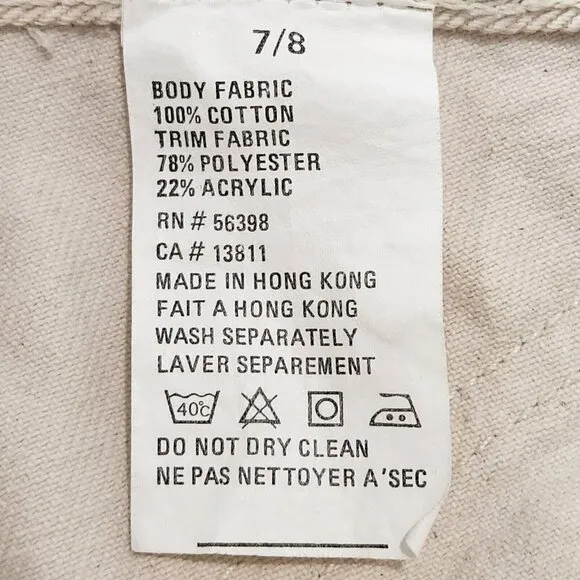 7/8
BODY FABRIC
100% COTTON
TRIM FABRIC
78% POLYESTER
22% ACRYLIC
RN # 56398
CA # 13811
MADE IN HONG KONG
FAIT A HONG KONG
WASH SEPARATELY
LAVER SEPAREMENT
40c
DO NOT DRY CLEAN
NE PAS NETTOYER A'SEC